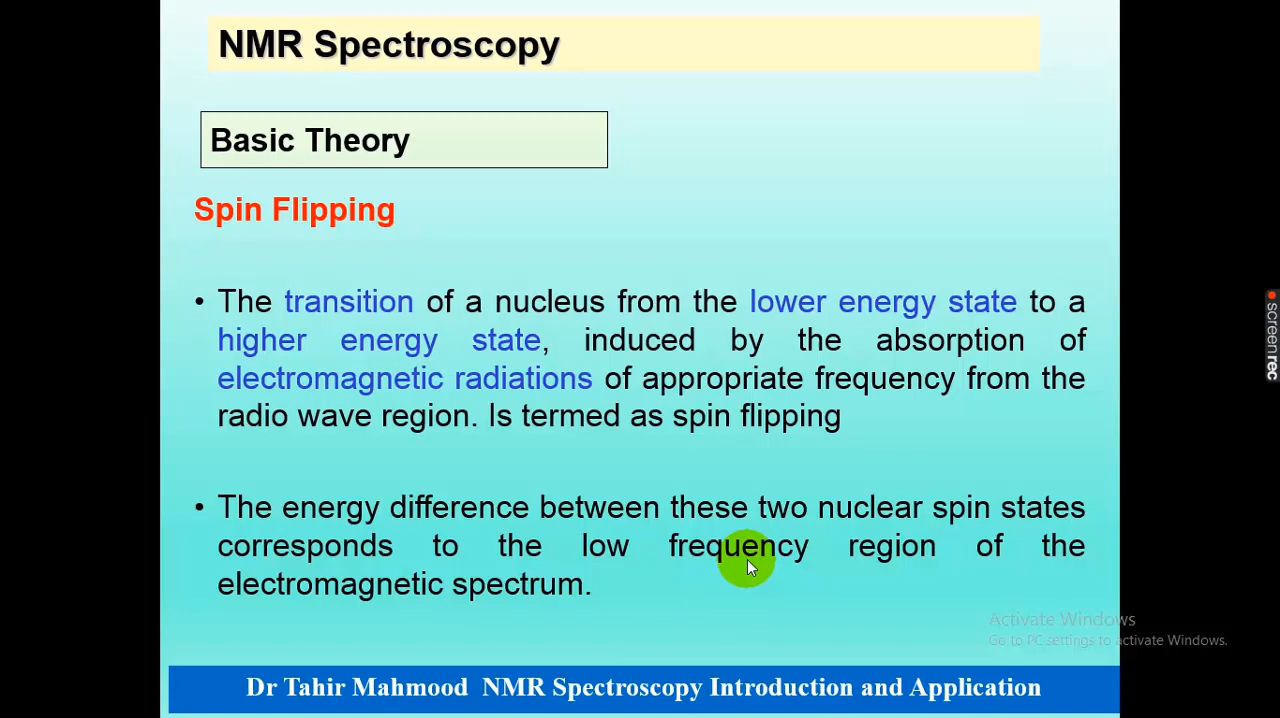 NMR Spectroscopy
Basic Theory
Spin Flipping
• The transition of a nucleus from the lower energy state to a
higher energy state, induced by the absorption of
electromagnetic radiations of appropriate frequency from the
radio wave region. Is termed as spin flipping
• The energy difference between these two nuclear spin states
corresponds to the low frequency region of the
electromagnetic spectrum.
Activate Windows
Go to PC settings to activate Windows.
Dr Tahir Mahmood NMR Spectroscopy Introduction and Application
screenrec